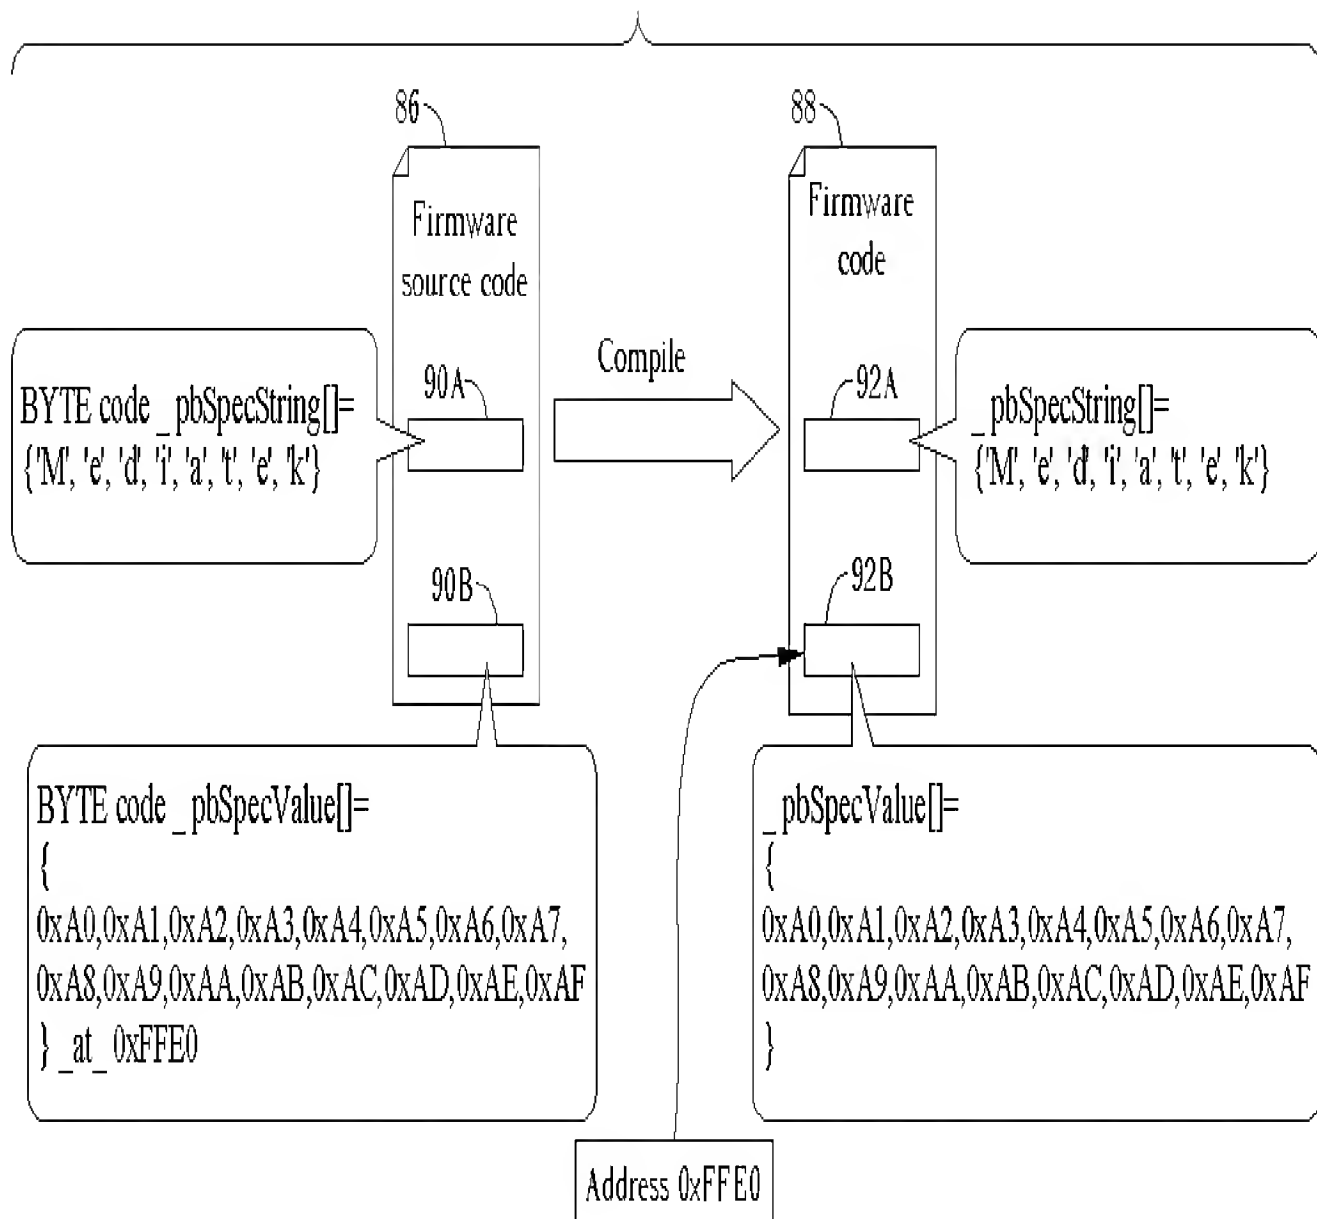 86
88
Firmware
source code
Firmware
code
Compile
90A
92A
BYTE code _pbSpecString[]=
{'M', 'e', 'd', 'i', 'a', 't', 'e', 'k'}
_pbSpecString[]=
{'M', 'e', 'd', 'i', 'a', 't', 'e', 'k'}
90B
92B
BYTE code _pbSpecValue[]=
{
0xA0,0xA1,0xA2,0xA3,0xA4,0xA5,0xA6,0xA7,
0xA8,0xA9,0xAA,0xAB,0xAC,0xAD,0xAE,0xAF
} _at_ 0xFFE0
_pbSpecValue[]=
{
0xA0,0xA1,0xA2,0xA3,0xA4,0xA5,0xA6,0xA7,
0xA8,0xA9,0xAA,0xAB,0xAC,0xAD,0xAE,0xAF
}
Address 0xFFE0